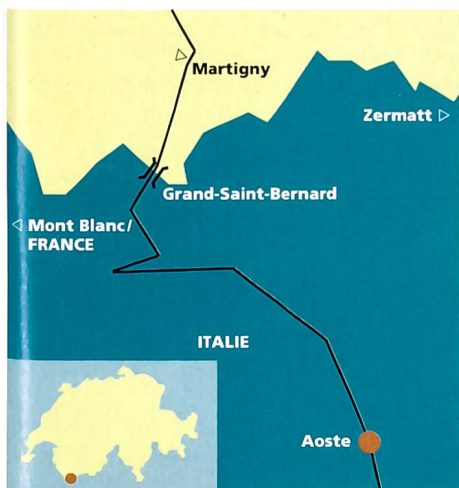 Martigny
Zermatt
Grand-Saint-Bernard
Mont Blanc/
FRANCE
ITALIE
Aoste